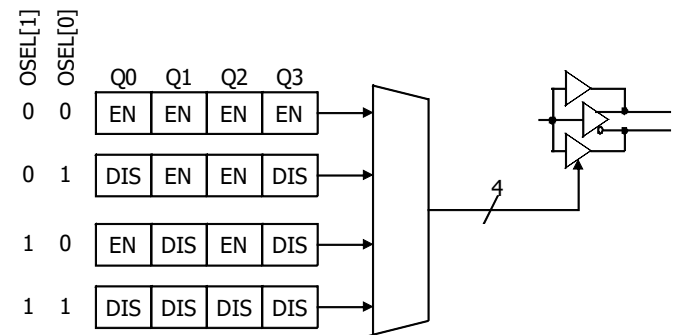 OSEL[1]
OSEL[0]
Q0 Q1 Q2 Q3
0 0 EN EN EN EN
0 1 DIS EN EN DIS
4
1 0 EN DIS EN DIS
1 1 DIS DIS DIS DIS